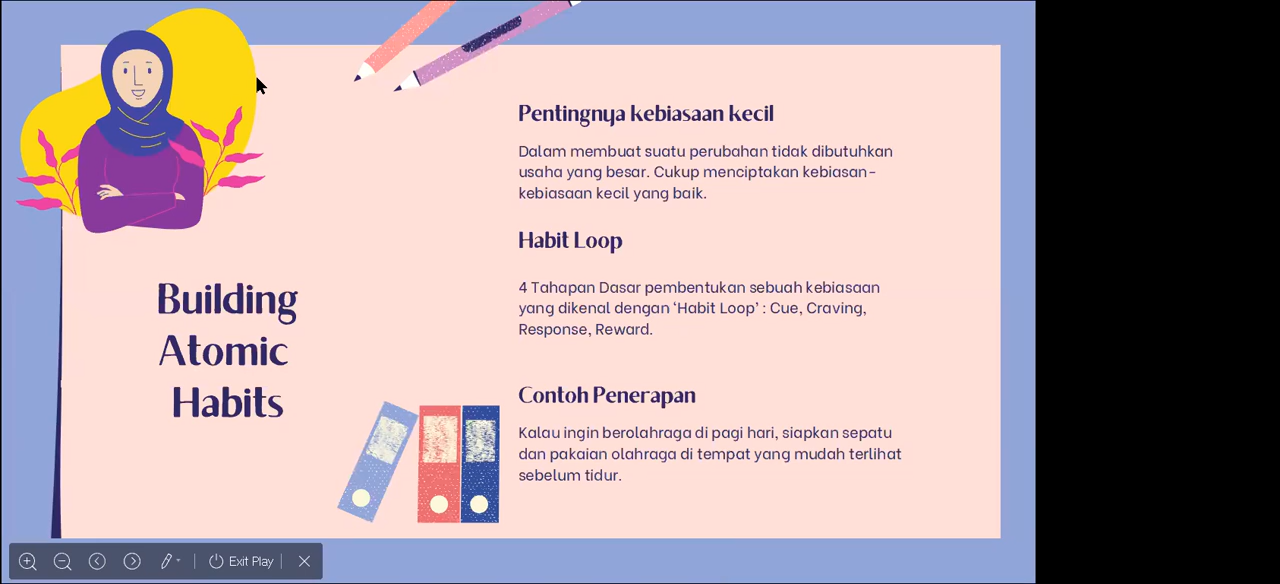 Building
Atomic
Habits
Pentingnya kebiasaan kecil
Dalam membuat suatu perubahan tidak dibutuhkan
usaha yang besar. Cukup menciptakan kebiasan-
kebiasaan kecil yang baik.
Habit Loop
4 Tahapan Dasar pembentukan sebuah kebiasaan
yang dikenal dengan ‘Habit Loop’ : Cue, Craving,
Response, Reward.
Contoh Penerapan
Kalau ingin berolahraga di pagi hari, siapkan sepatu
dan pakaian olahraga di tempat yang mudah terlihat
sebelum tidur.
Exit Play